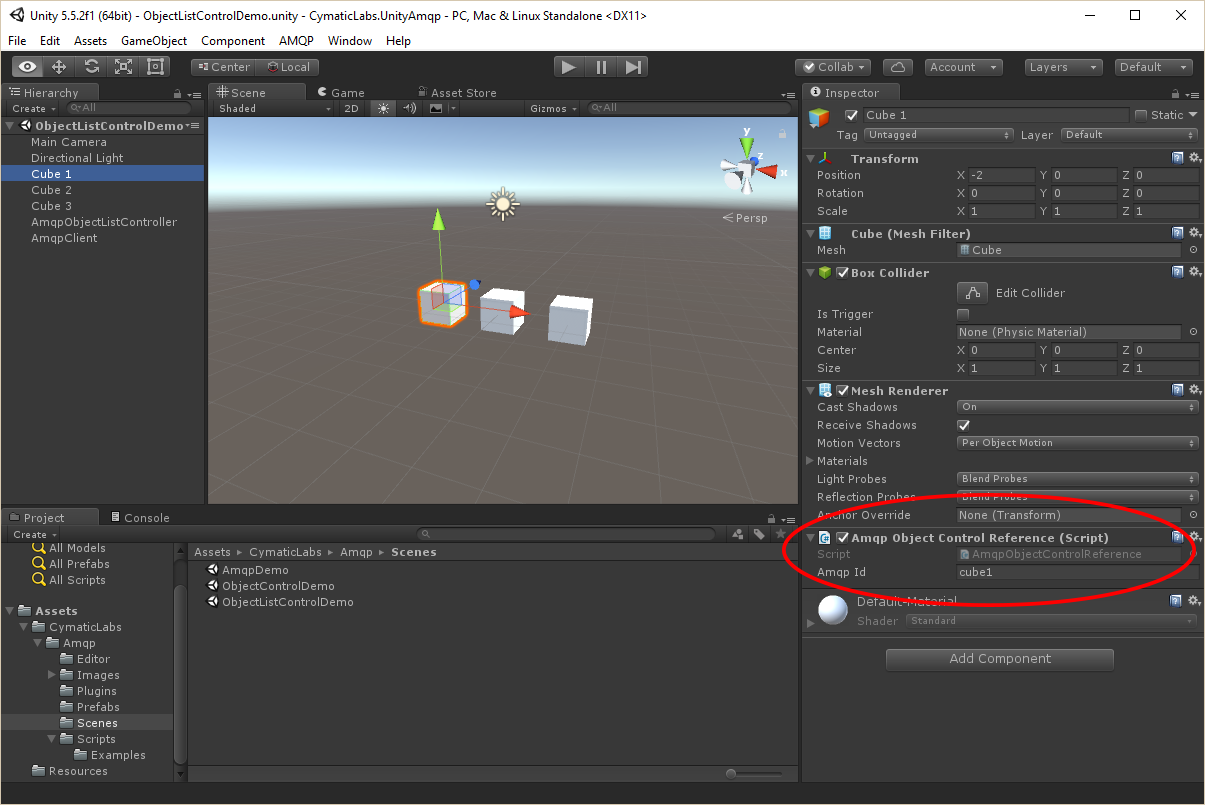 Unity 5.5.2f1 (64bit) - ObjectListControlDemo.unity - CymaticLabs.UnityAmqp - PC, Mac & Linux Standalone <DX11>
File Edit Assets GameObject Component AMQP Window Help
Center Local Collab Account Layers Default
Hierarchy
Create All
ObjectListControlDemo
Main Camera
Directional Light
Cube 1
Cube 2
Cube 3
AmqpObjectListController
AmqpClient
Scene Game Asset Store
Shaded 2D Gizmos All
y
z
x
Persp
Project Console
Create
All Models
All Prefabs
All Scripts
Assets
CymaticLabs
Amqp
Editor
Images
Plugins
Prefabs
Scenes
Scripts
Examples
Resources
Assets CymaticLabs Amqp Scenes
AmqpDemo
ObjectControlDemo
ObjectListControlDemo
Inspector
Cube 1 Static
Tag Untagged Layer Default
Transform
Position X -2 Y 0 Z 0
Rotation X 0 Y 0 Z 0
Scale X 1 Y 1 Z 1
Cube (Mesh Filter)
Mesh Cube
Box Collider
Edit Collider
Is Trigger
Material None (Physic Material)
Center X 0 Y 0 Z 0
Size X 1 Y 1 Z 1
Mesh Renderer
Cast Shadows On
Receive Shadows
Motion Vectors Per Object Motion
Materials
Light Probes Blend Probes
Reflection Probes Blend Probes
Anchor Override None (Transform)
Amqp Object Control Reference (Script)
Script AmqpObjectControlReference
Amqp Id cube1
Default-Material
Shader Standard
Add Component